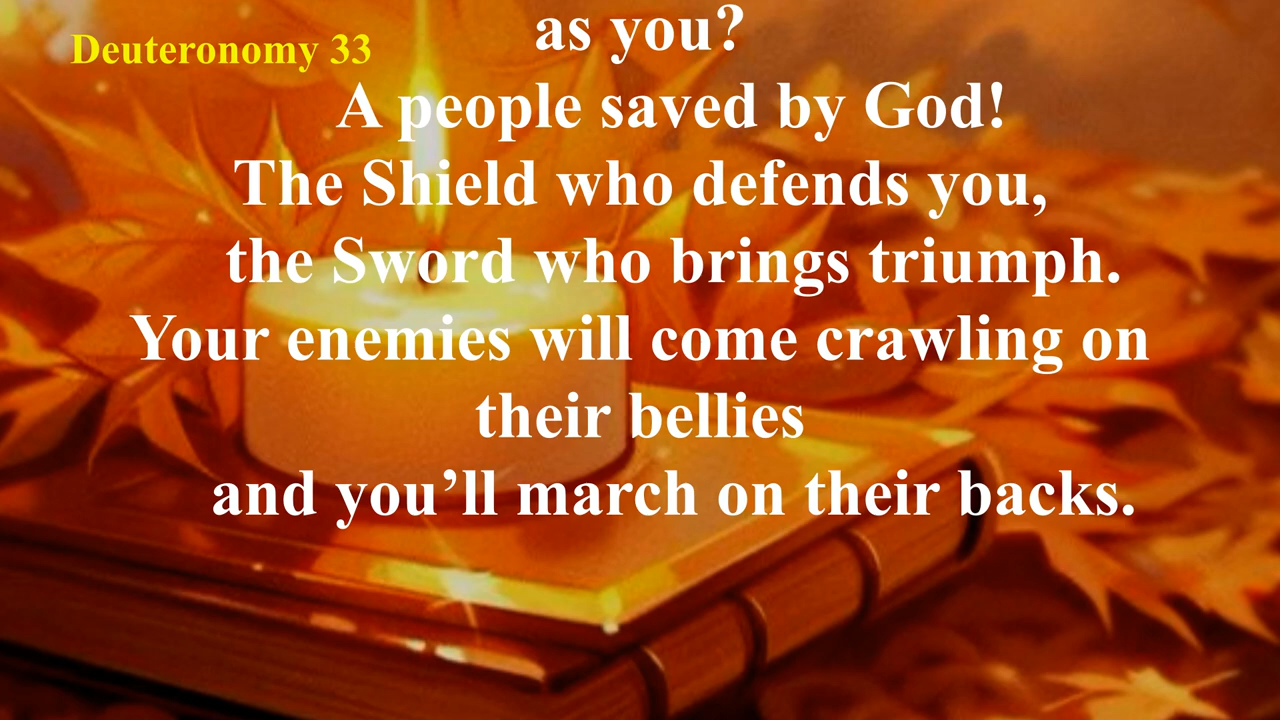 Deuteronomy 33
as you?
A people saved by God!
The Shield who defends you,
the Sword who brings triumph.
Your enemies will come crawling on
their bellies
and you’ll march on their backs.